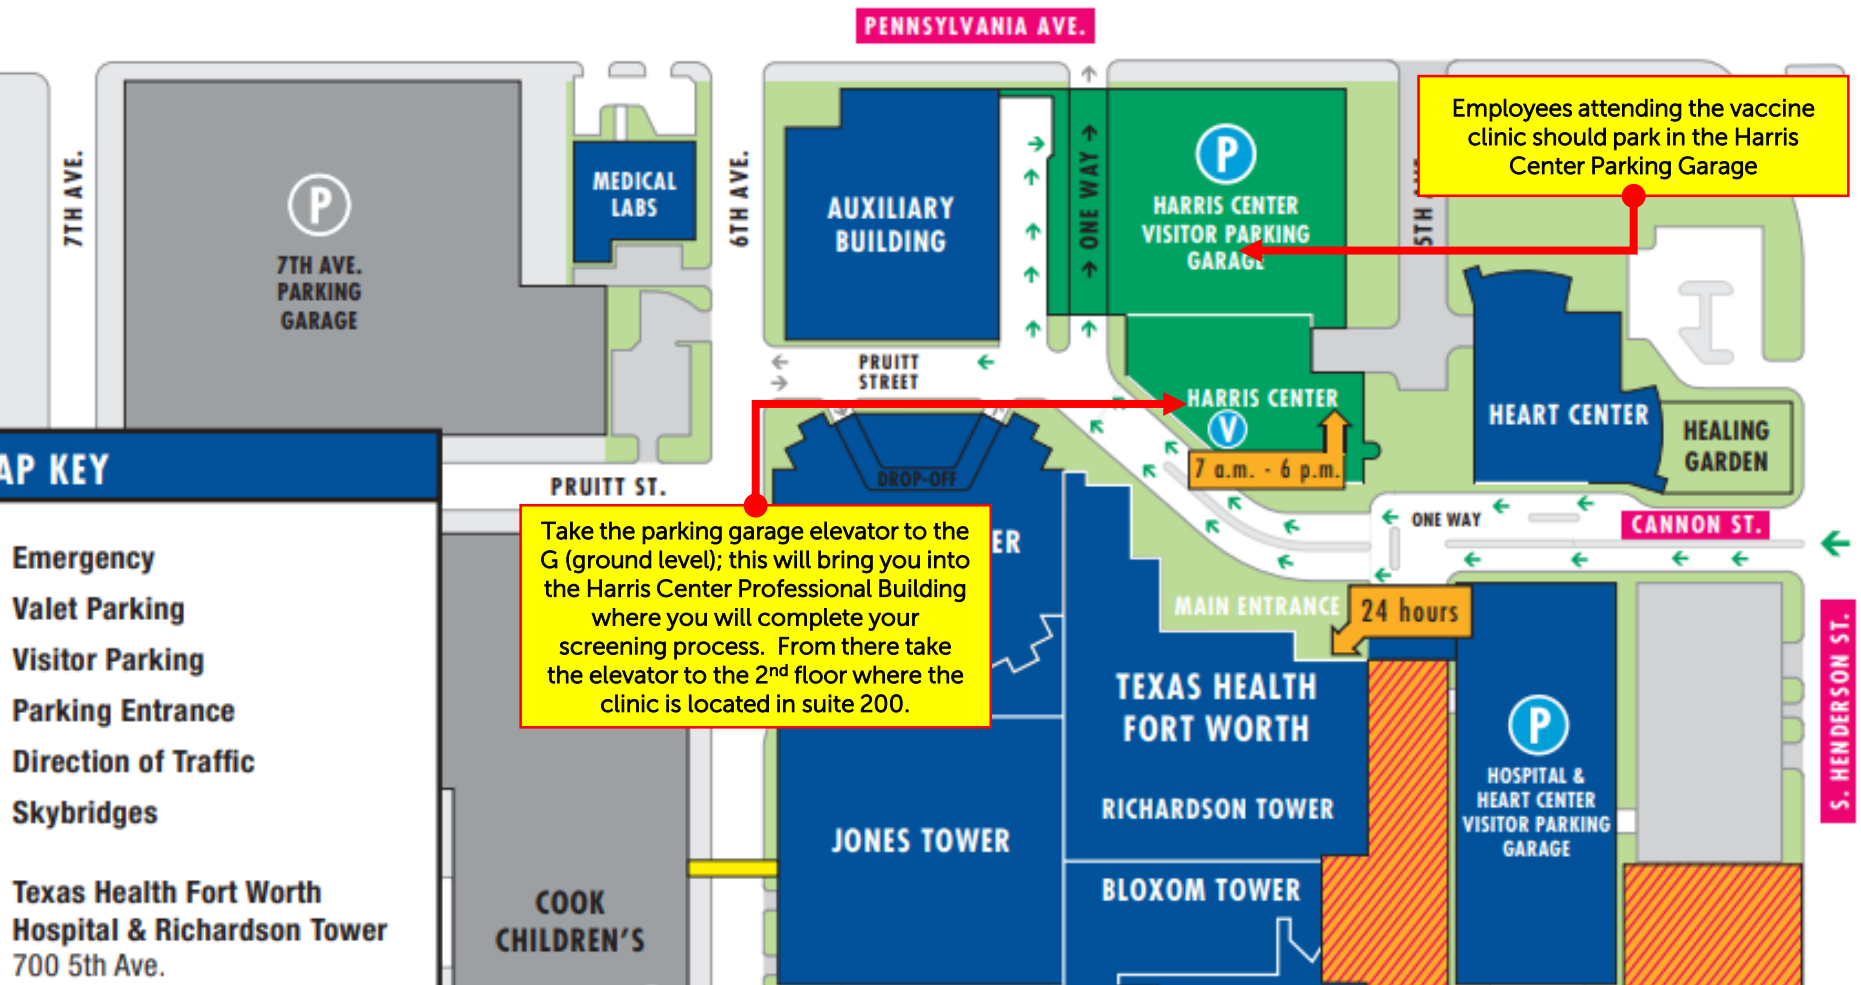 PENNSYLVANIA AVE.
7TH AVE.
P
7TH AVE.
PARKING
GARAGE
MEDICAL
LABS
6TH AVE.
AUXILIARY
BUILDING
ONE WAY
P
HARRIS CENTER
VISITOR PARKING
GARAGE
5TH
Employees attending the vaccine
clinic should park in the Harris
Center Parking Garage
PRUITT
STREET
HARRIS CENTER
V
7 a.m. - 6 p.m.
HEART CENTER
HEALING
GARDEN
DROP-OFF
PRUITT ST.
ONE WAY
CANNON ST.
AP KEY
Emergency
Valet Parking
Visitor Parking
Parking Entrance
Direction of Traffic
Skybridges
Texas Health Fort Worth
Hospital & Richardson Tower
700 5th Ave.
Take the parking garage elevator to the
G (ground level); this will bring you into
the Harris Center Professional Building
where you will complete your
screening process. From there take
the elevator to the 2nd floor where the
clinic is located in suite 200.
ER
MAIN ENTRANCE
24 hours
TEXAS HEALTH
FORT WORTH
RICHARDSON TOWER
JONES TOWER
BLOXOM TOWER
COOK
CHILDREN'S
P
HOSPITAL &
HEART CENTER
VISITOR PARKING
GARAGE
S. HENDERSON ST.